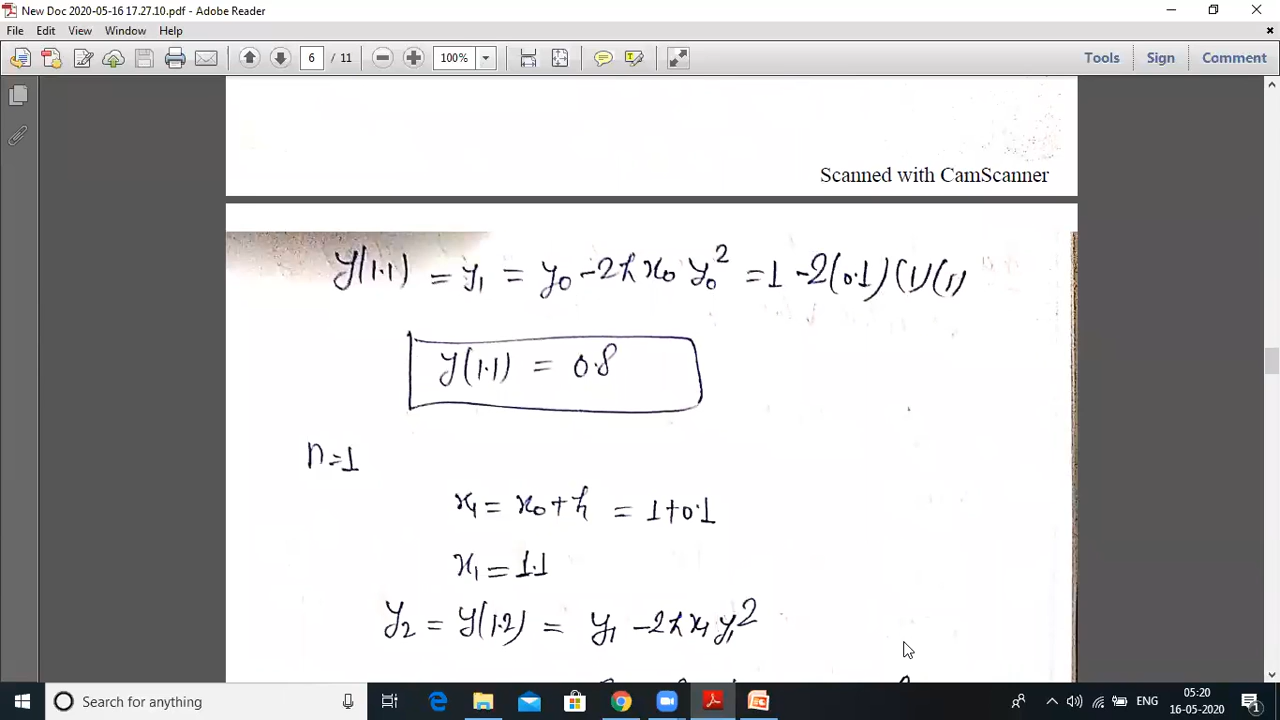 New Doc 2020-05-16 17.27.10.pdf - Adobe Reader
File Edit View Window Help
6 / 11 100% Tools Sign Comment
Scanned with CamScanner
y(1.1) = y₁ = y₀ - 2h x₀ y₀² = 1 - 2(0.1)(1)(1)
y(1.1) = 0.8
n=1
x₁ = x₀ + h = 1+0.1
x₁ = 1.1
y₂ = y(1.2) = y₁ - 2h x₁ y₁²
Search for anything
ENG 05:20
16-05-2020
1